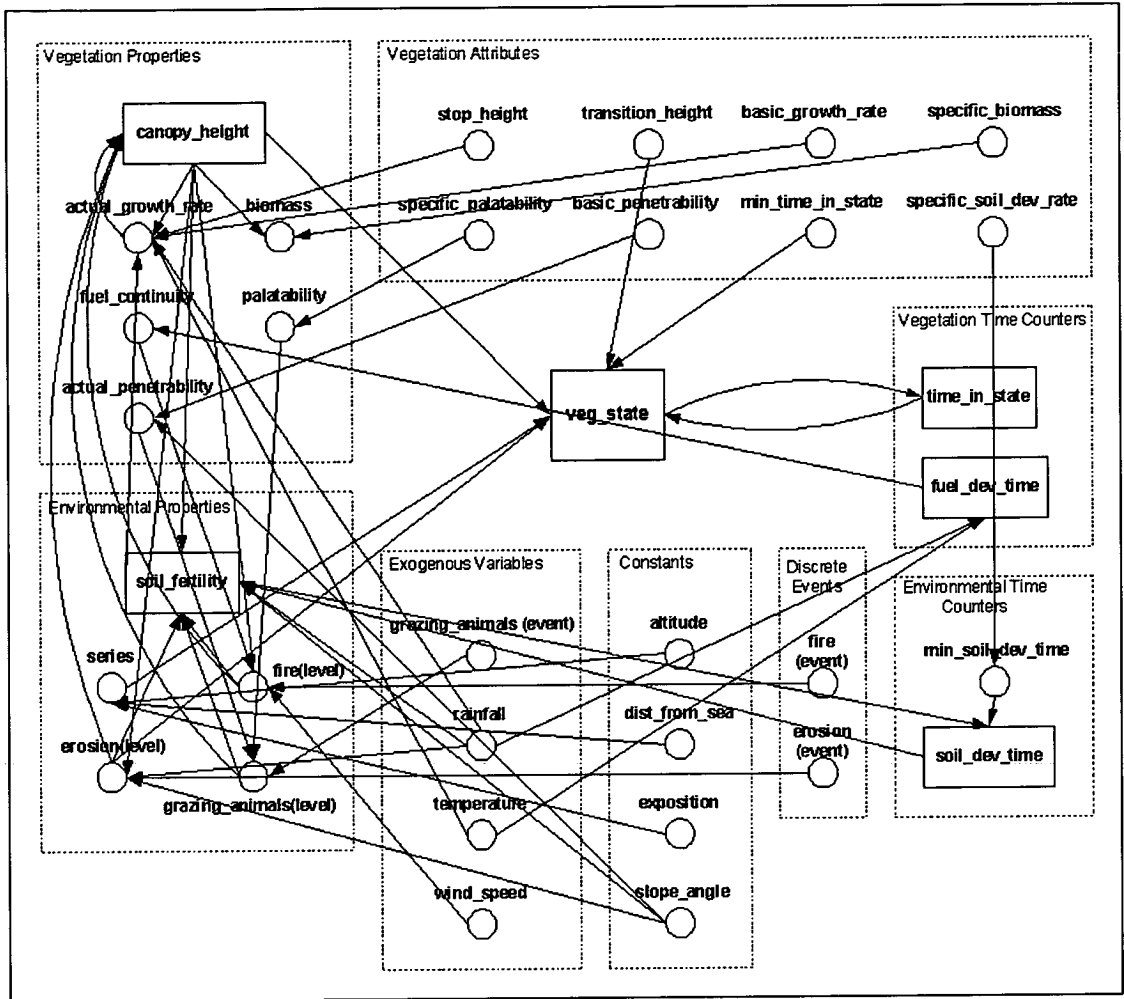 Vegetation Properties
canopy_height
actual_growth_rate
biomass
fuel_continuity
palatability
actual_penetrability
Vegetation Attributes
stop_height
transition_height
basic_growth_rate
specific_biomass
specific_palatability
basic_penetrability
min_time_in_state
specific_soil_dev_rate
veg_state
Vegetation Time Counters
time_in_state
fuel_dev_time
Environmental Properties
soil_fertility
series
fire(level)
erosion(level)
grazing_animals(level)
Exogenous Variables
grazing_animals (event)
rainfall
temperature
wind_speed
Constants
altitude
dist_from_sea
exposition
slope_angle
Discrete
Events
fire
(event)
erosion
(event)
Environmental Time
Counters
min_soil_dev_time
soil_dev_time